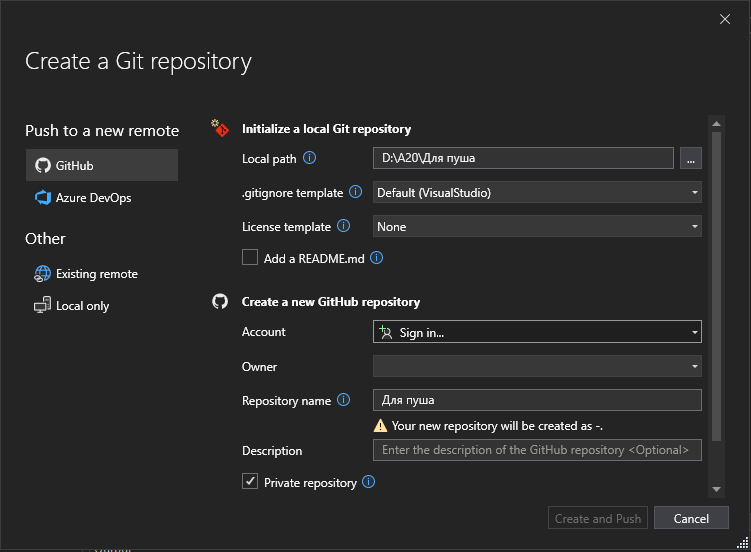 Create a Git repository
Push to a new remote
GitHub
Azure DevOps
Other
Existing remote
Local only
Initialize a local Git repository
Local path D:\A20\Для пуша ...
.gitignore template Default (VisualStudio)
License template None
Add a README.md
Create a new GitHub repository
Account Sign in...
Owner
Repository name Для пуша
Your new repository will be created as -.
Description Enter the description of the GitHub repository <Optional>
Private repository
Create and Push Cancel